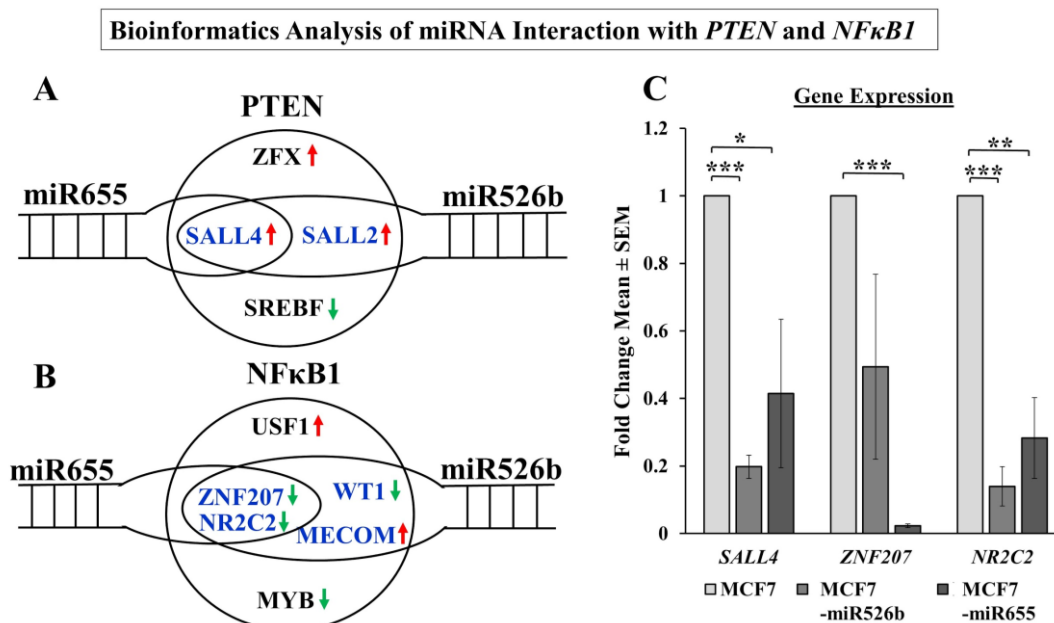 Bioinformatics Analysis of miRNA Interaction with PTEN and NFκB1
A
PTEN
ZFX
miR655
miR526b
SALL4
SALL2
SREBF
B
NFκB1
USF1
miR655
miR526b
ZNF207
WT1
NR2C2
MECOM
MYB
C
Gene Expression
Fold Change Mean ± SEM
1.2
1
0.8
0.6
0.4
0.2
0
*
***
***
**
***
SALL4
ZNF207
NR2C2
MCF7
MCF7
-miR526b
MCF7
-miR655